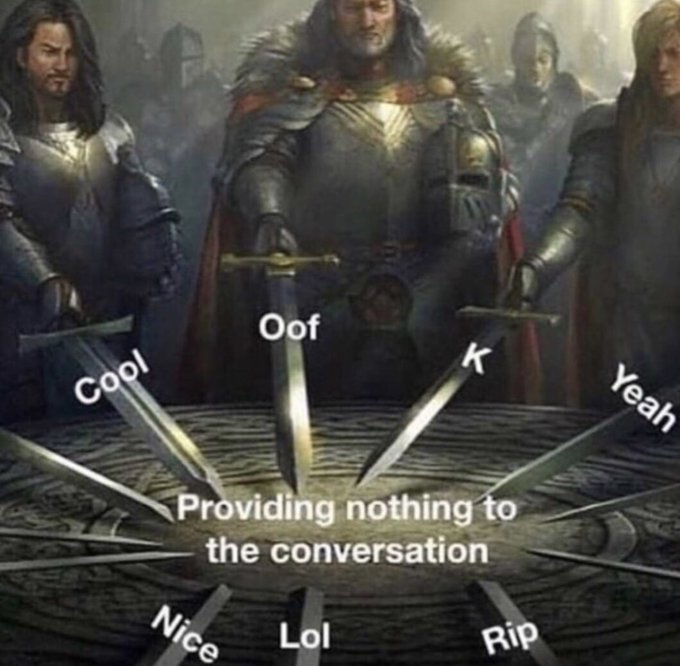 Oof
K
Cool
Yeah
Providing nothing to
the conversation
Nice
Lol
Rip